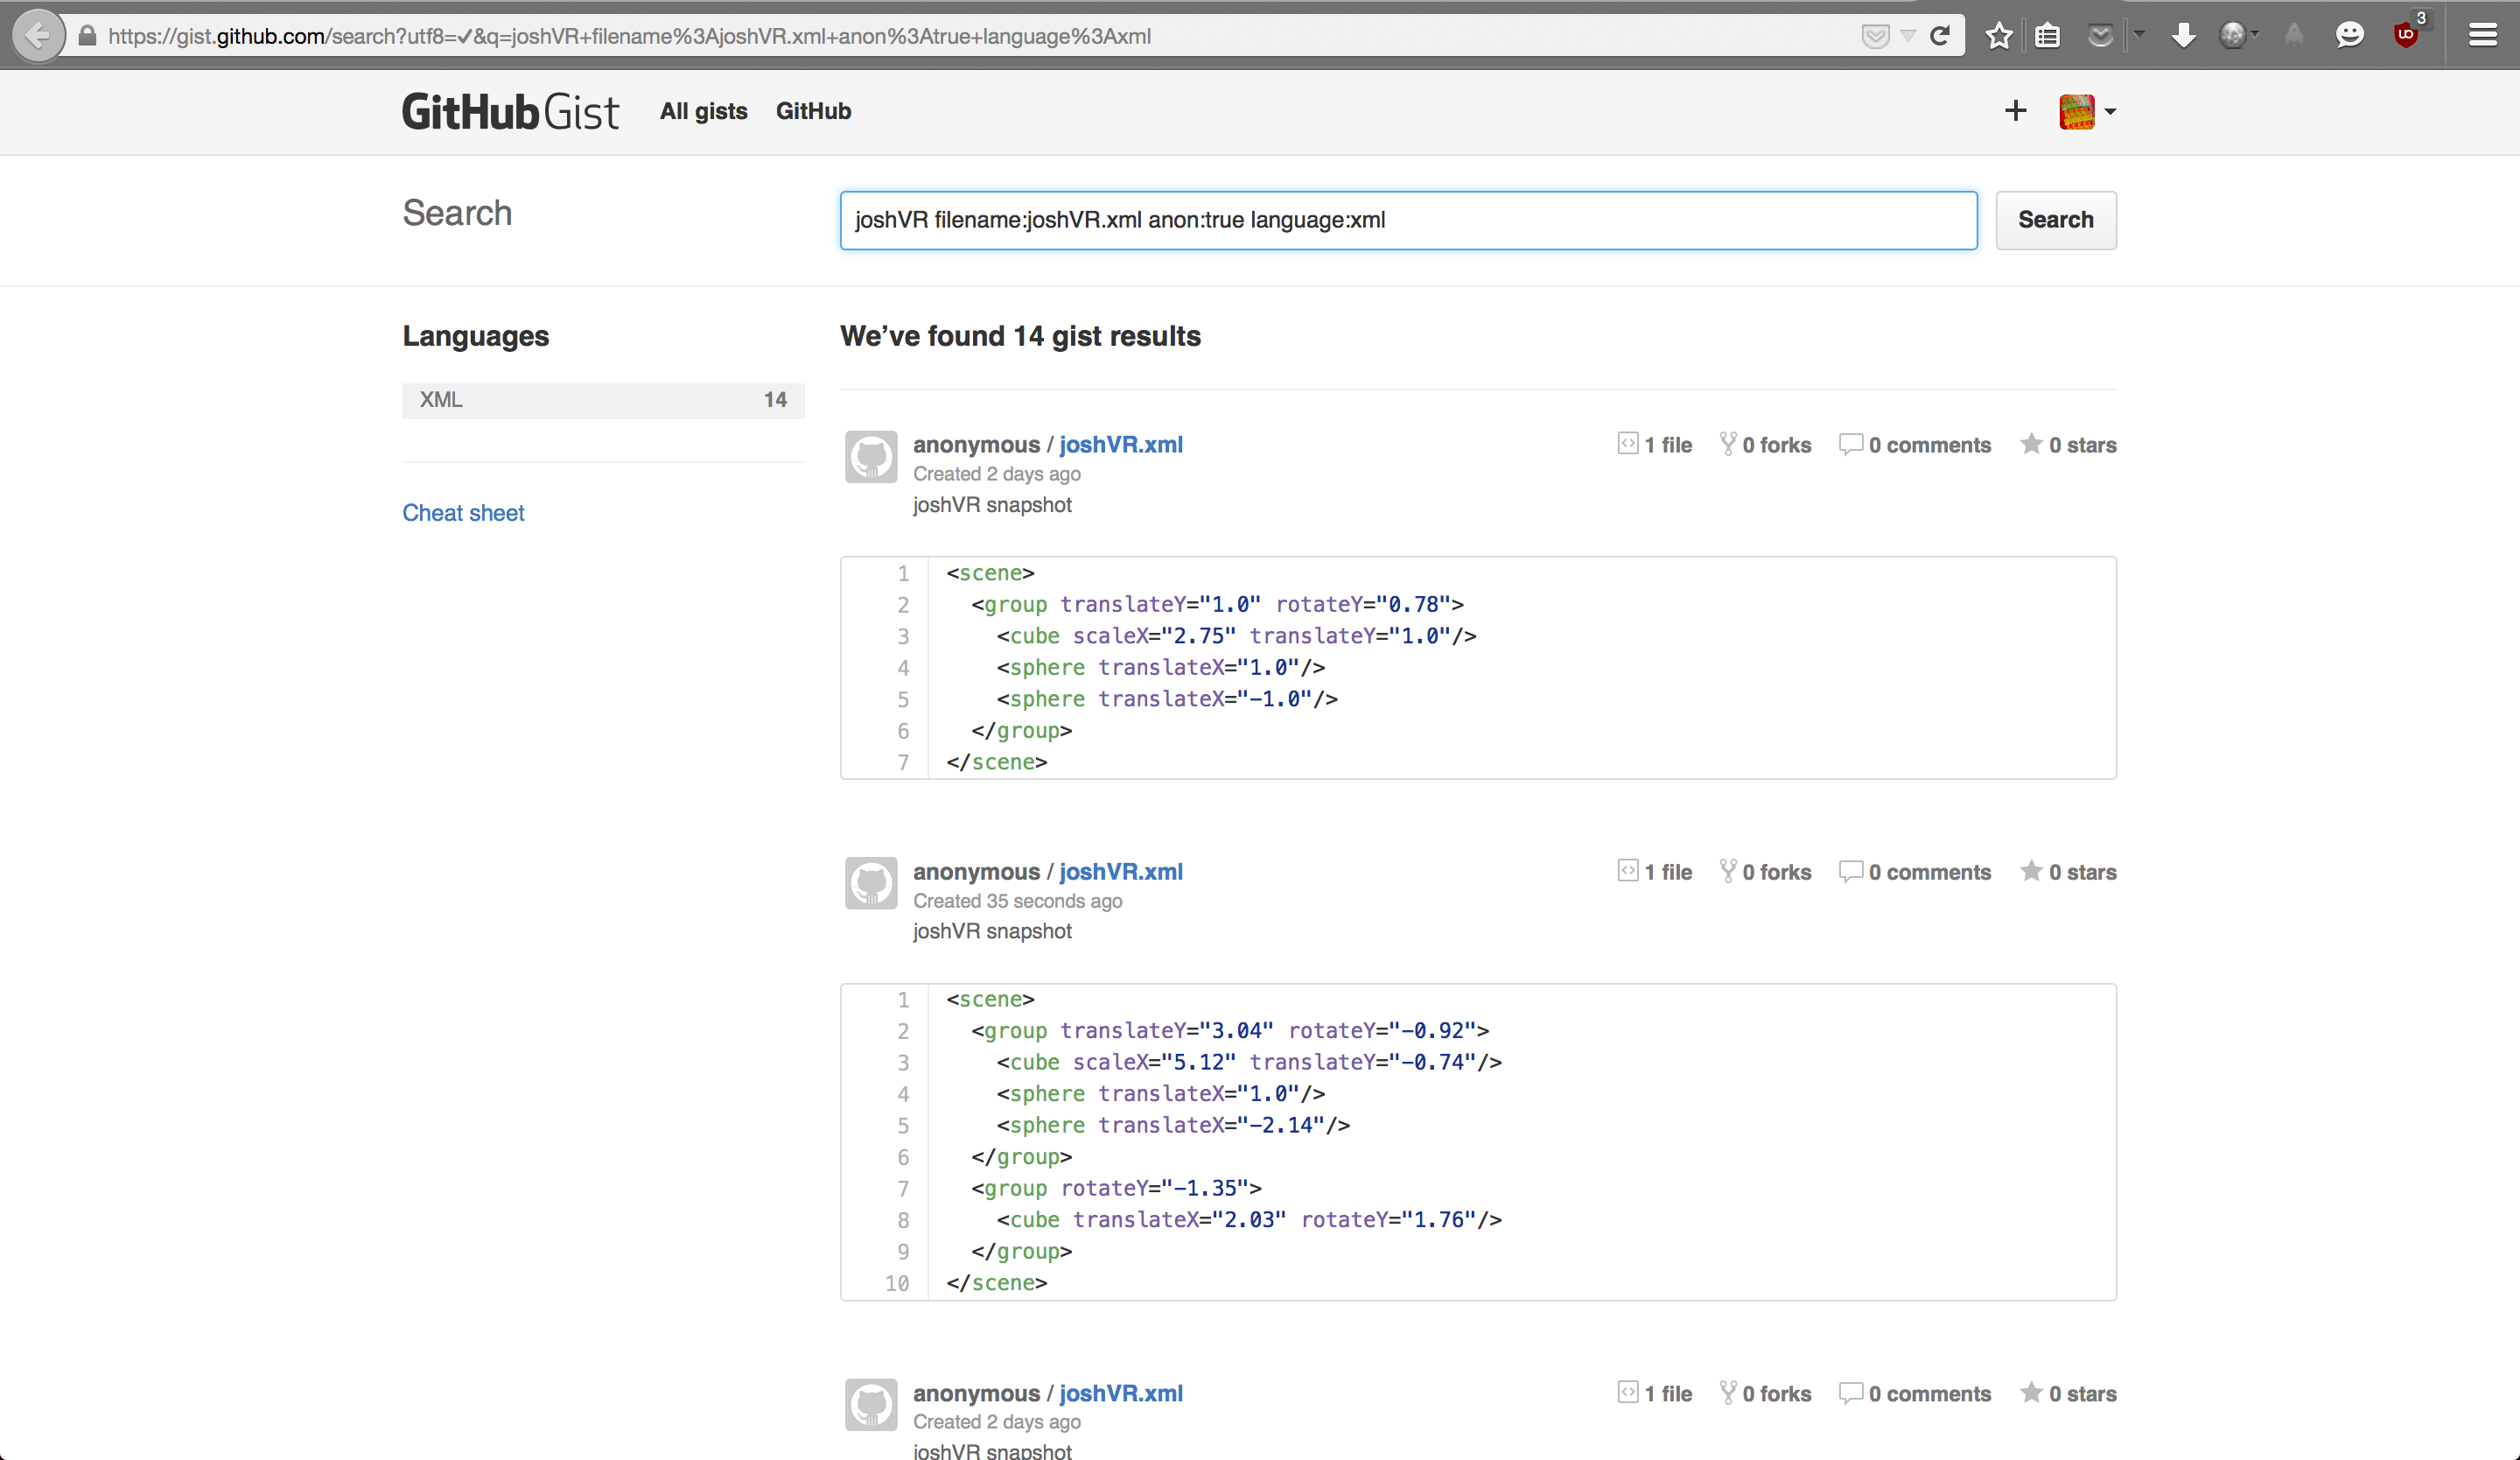 https://gist.github.com/search?utf8=✓&q=joshVR+filename%3AjoshVR.xml+anon%3Atrue+language%3Axml
3
GitHub Gist All gists GitHub
Search
joshVR filename:joshVR.xml anon:true language:xml
Search
Languages
XML 14
Cheat sheet
We’ve found 14 gist results
anonymous / joshVR.xml 1 file 0 forks 0 comments 0 stars
Created 2 days ago
joshVR snapshot
1 <scene>
2   <group translateY="1.0" rotateY="0.78">
3     <cube scaleX="2.75" translateY="1.0"/>
4     <sphere translateX="1.0"/>
5     <sphere translateX="-1.0"/>
6   </group>
7 </scene>
anonymous / joshVR.xml 1 file 0 forks 0 comments 0 stars
Created 35 seconds ago
joshVR snapshot
1 <scene>
2   <group translateY="3.04" rotateY="-0.92">
3     <cube scaleX="5.12" translateY="-0.74"/>
4     <sphere translateX="1.0"/>
5     <sphere translateX="-2.14"/>
6   </group>
7   <group rotateY="-1.35">
8     <cube translateX="2.03" rotateY="1.76"/>
9   </group>
10 </scene>
anonymous / joshVR.xml 1 file 0 forks 0 comments 0 stars
Created 2 days ago
joshVR snapshot